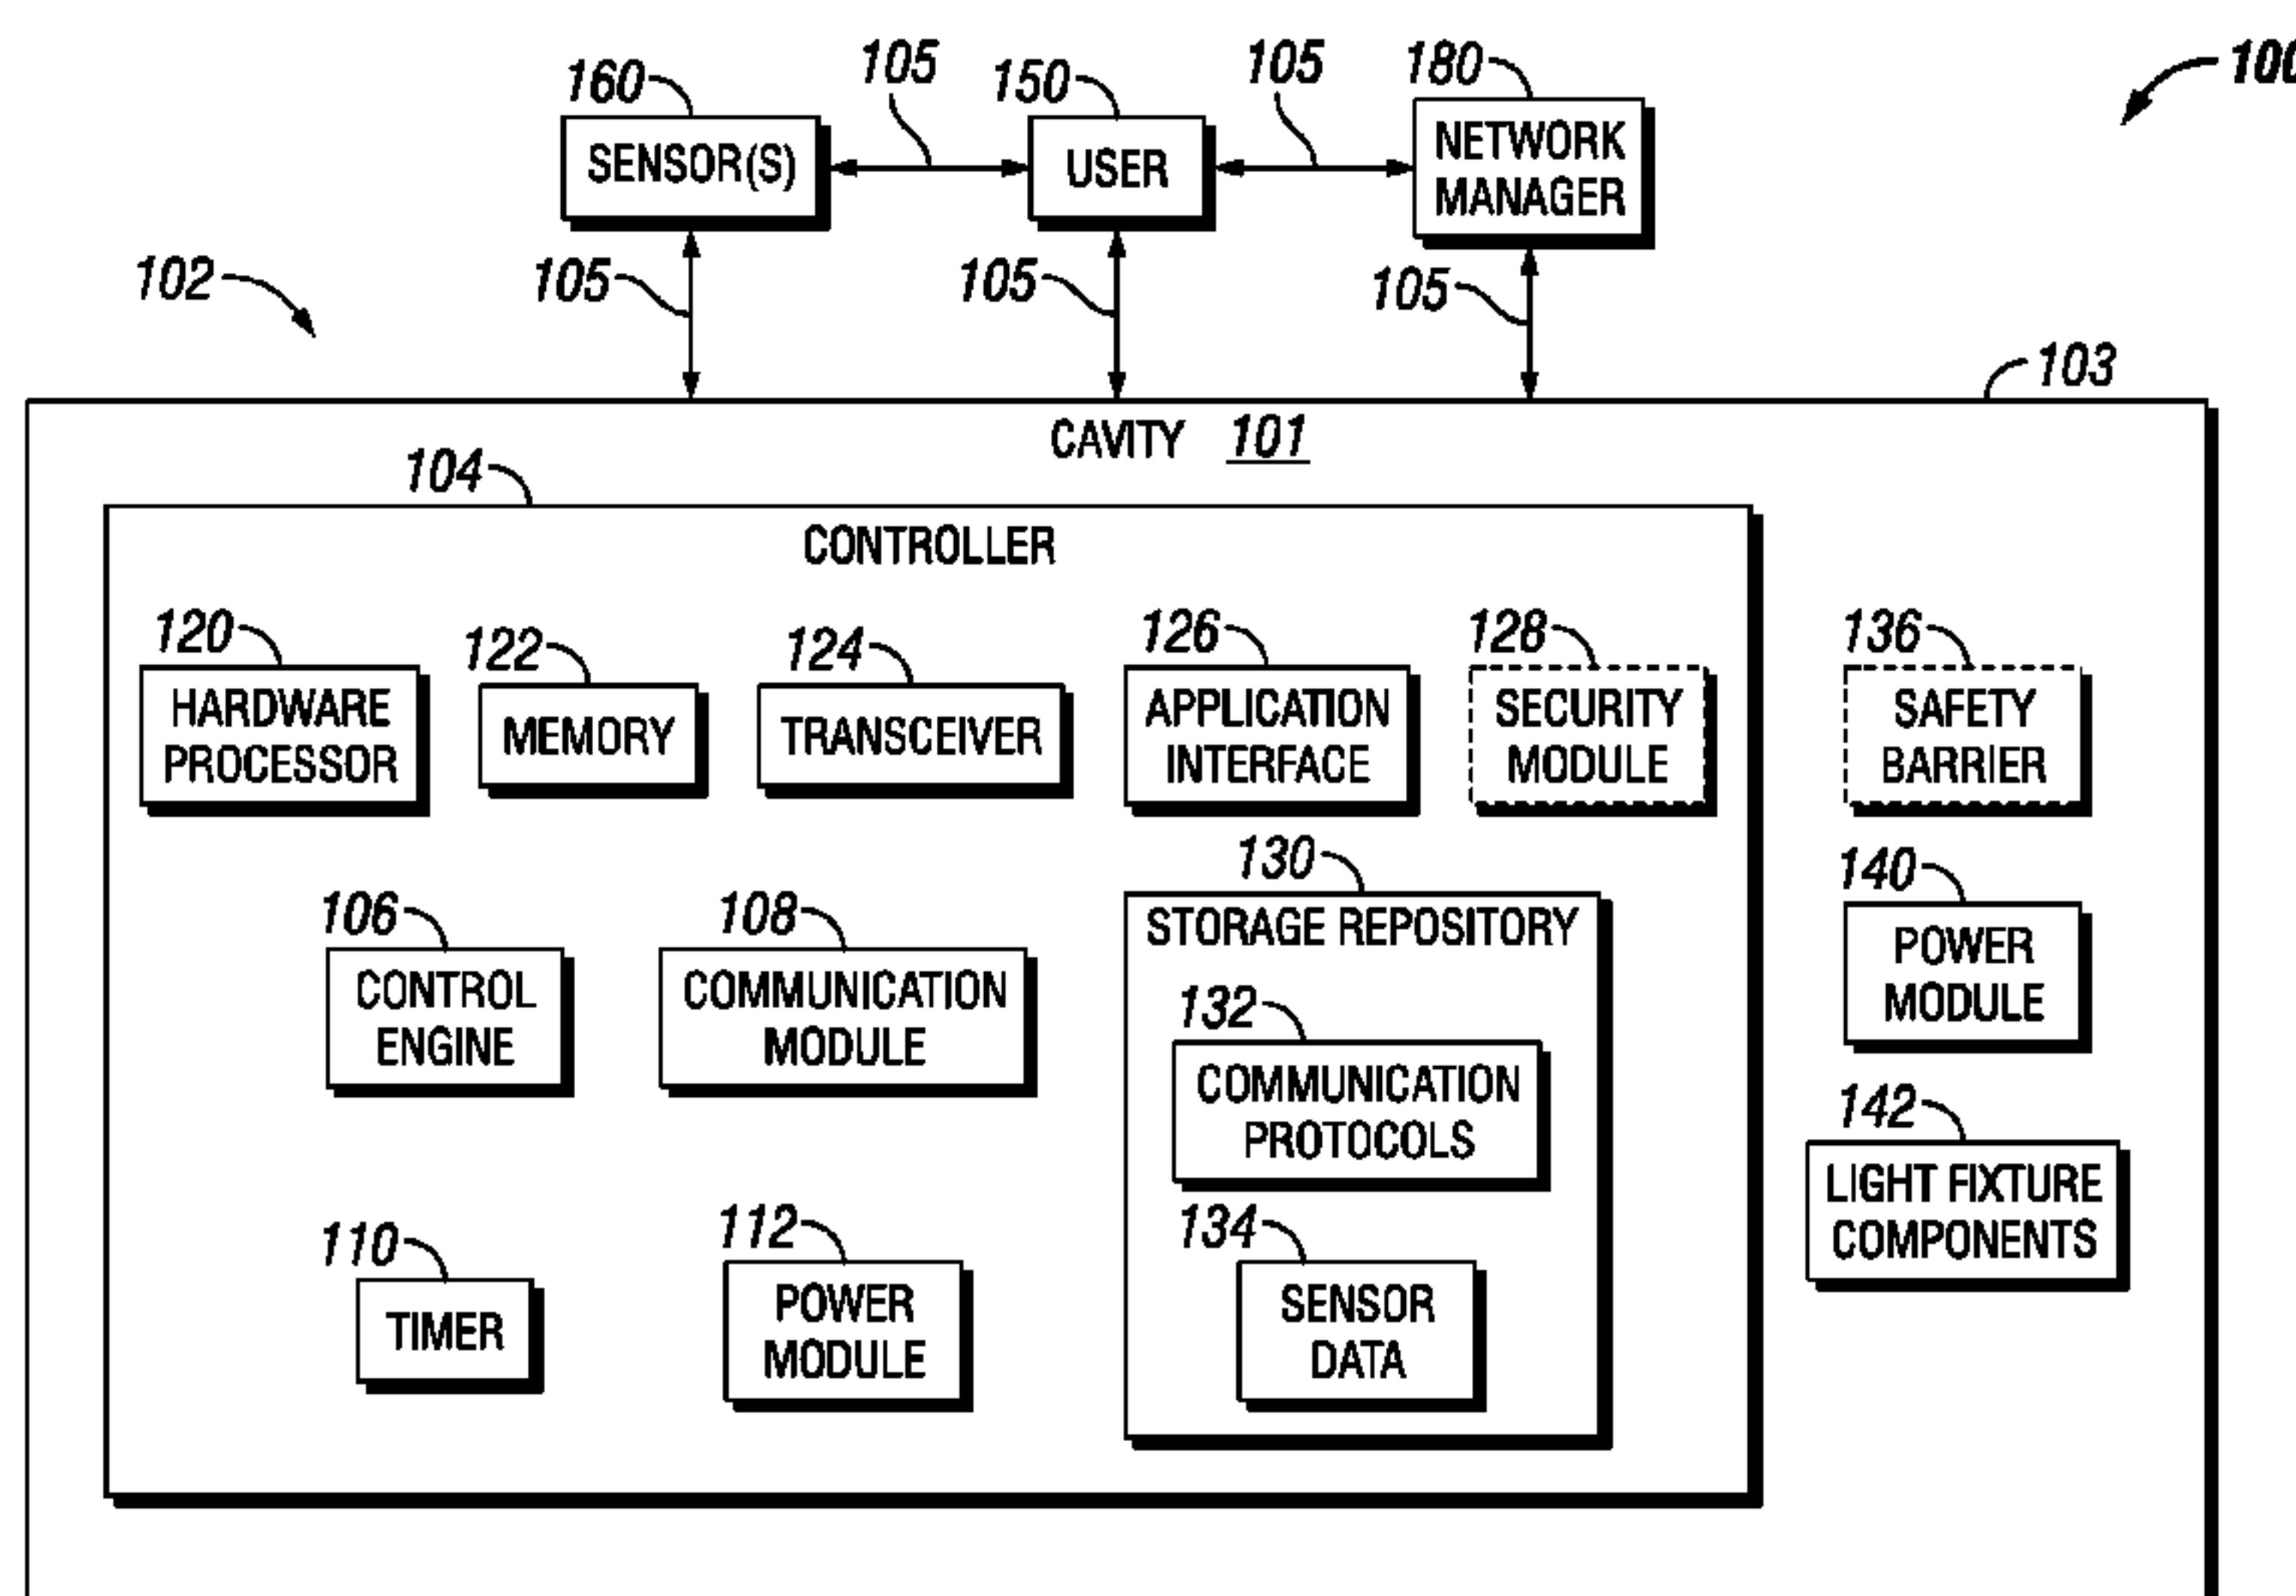 105
105
180
100
160
150
SENSOR(S)
USER
NETWORK
MANAGER
102
105
105
105
103
CAVITY 101
104
CONTROLLER
120
122
124
126
128
136
HARDWARE
PROCESSOR
MEMORY
TRANSCEIVER
APPLICATION
INTERFACE
SECURITY
MODULE
SAFETY
BARRIER
130
140
106
108
STORAGE REPOSITORY
POWER
MODULE
CONTROL
ENGINE
COMMUNICATION
MODULE
132
COMMUNICATION
PROTOCOLS
142
LIGHT FIXTURE
COMPONENTS
110
112
134
TIMER
POWER
MODULE
SENSOR
DATA